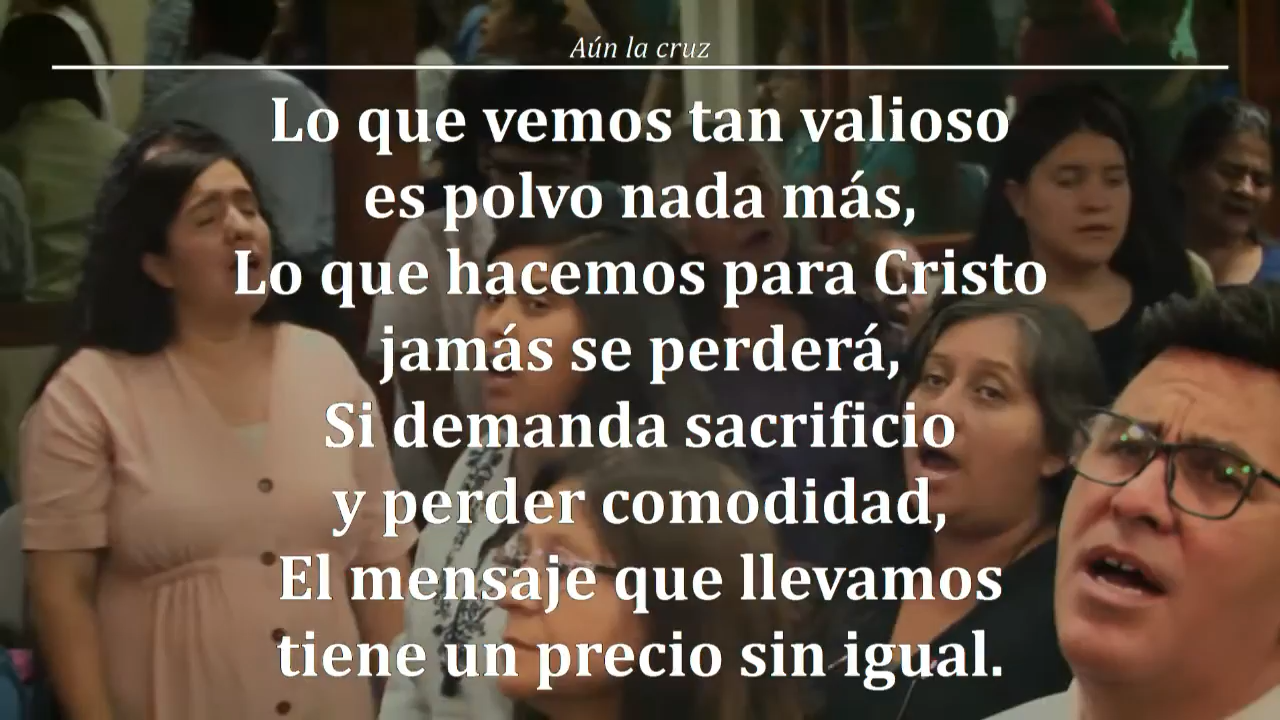 Aún la cruz
Lo que vemos tan valioso
es polvo nada más,
Lo que hacemos para Cristo
jamás se perderá,
Si demanda sacrificio
y perder comodidad,
El mensaje que llevamos
tiene un precio sin igual.